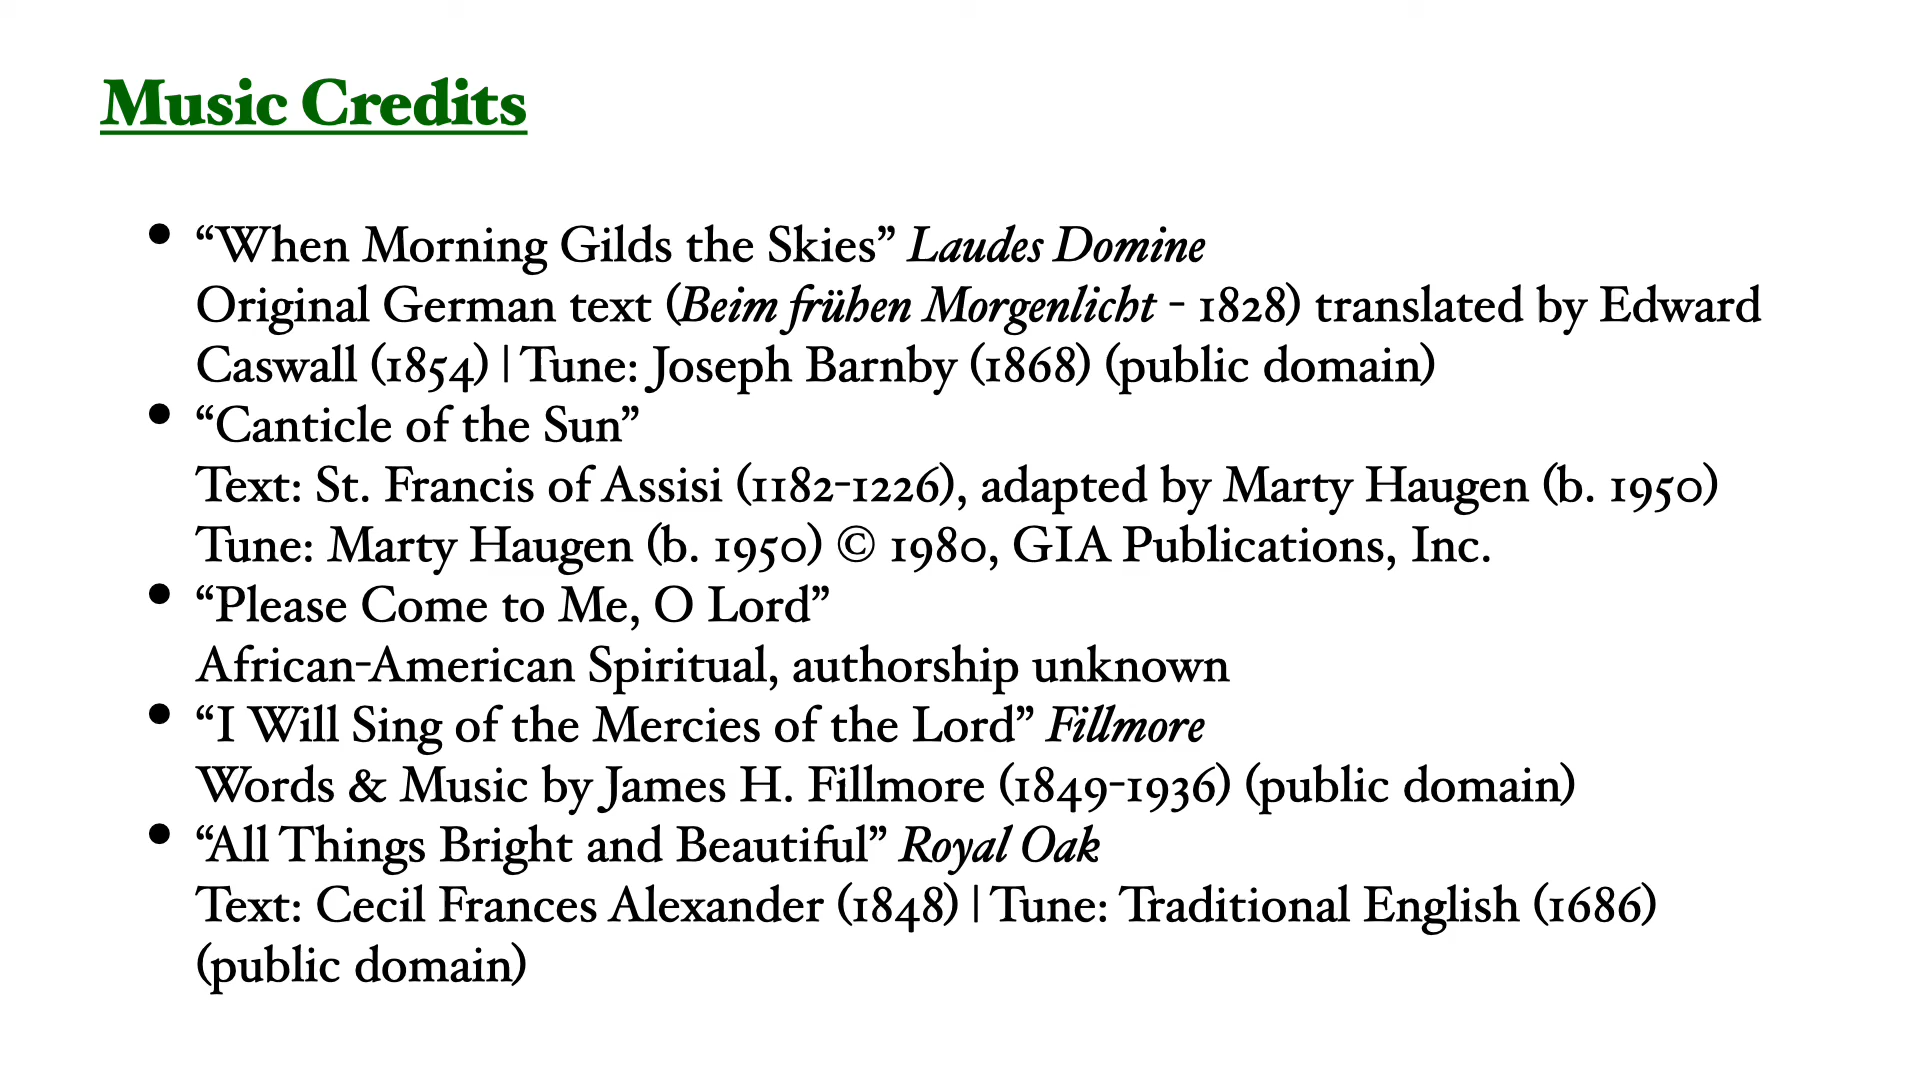 Music Credits
• “When Morning Gilds the Skies” Laudes Domine
Original German text (Beim frühen Morgenlicht - 1828) translated by Edward
Caswall (1854) | Tune: Joseph Barnby (1868) (public domain)
• “Canticle of the Sun”
Text: St. Francis of Assisi (1182-1226), adapted by Marty Haugen (b. 1950)
Tune: Marty Haugen (b. 1950) © 1980, GIA Publications, Inc.
• “Please Come to Me, O Lord”
African-American Spiritual, authorship unknown
• “I Will Sing of the Mercies of the Lord” Fillmore
Words & Music by James H. Fillmore (1849-1936) (public domain)
• “All Things Bright and Beautiful” Royal Oak
Text: Cecil Frances Alexander (1848) | Tune: Traditional English (1686)
(public domain)